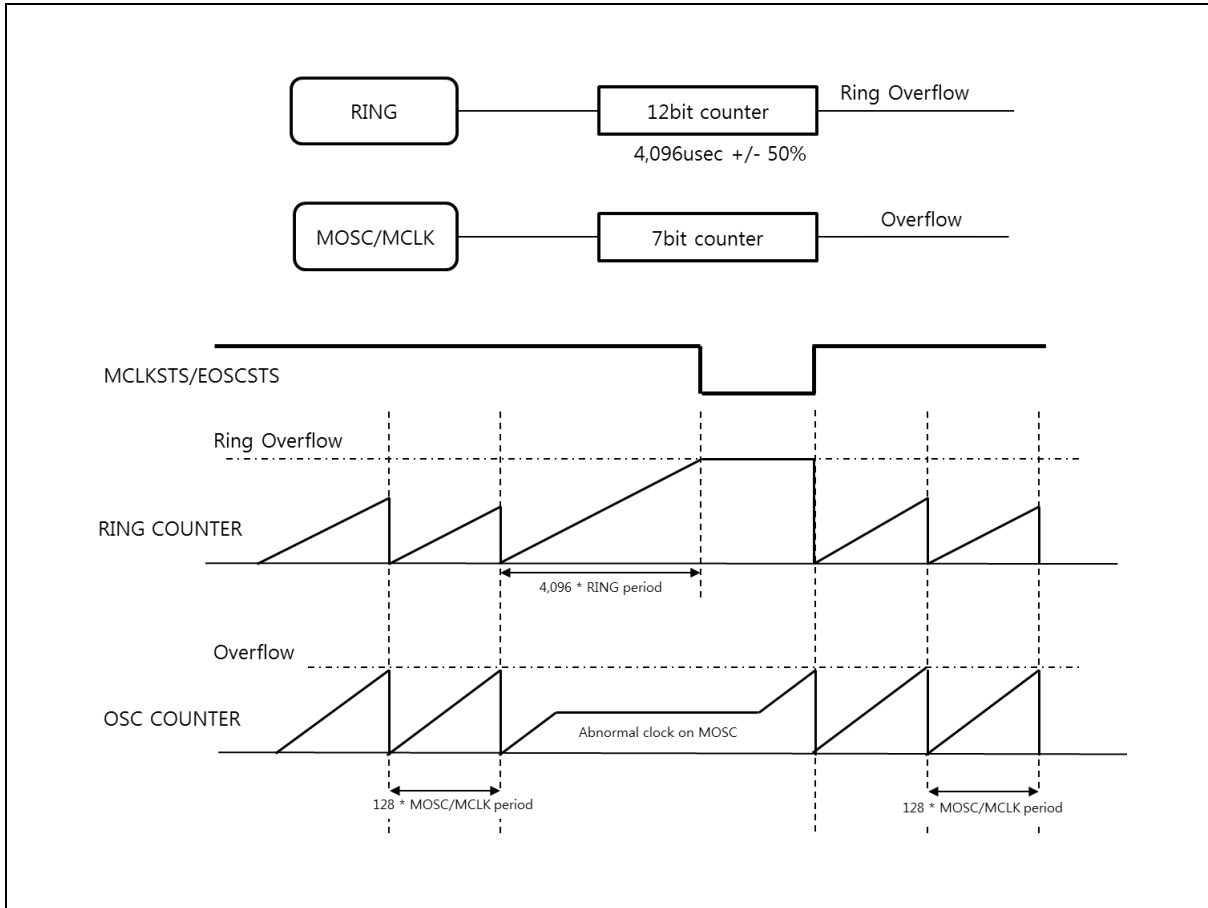 RING
12bit counter
Ring Overflow
4,096usec +/- 50%
MOSC/MCLK
7bit counter
Overflow
MCLKSTS/EOSCSTS
Ring Overflow
RING COUNTER
4,096 * RING period
Overflow
OSC COUNTER
Abnormal clock on MOSC
128 * MOSC/MCLK period
128 * MOSC/MCLK period